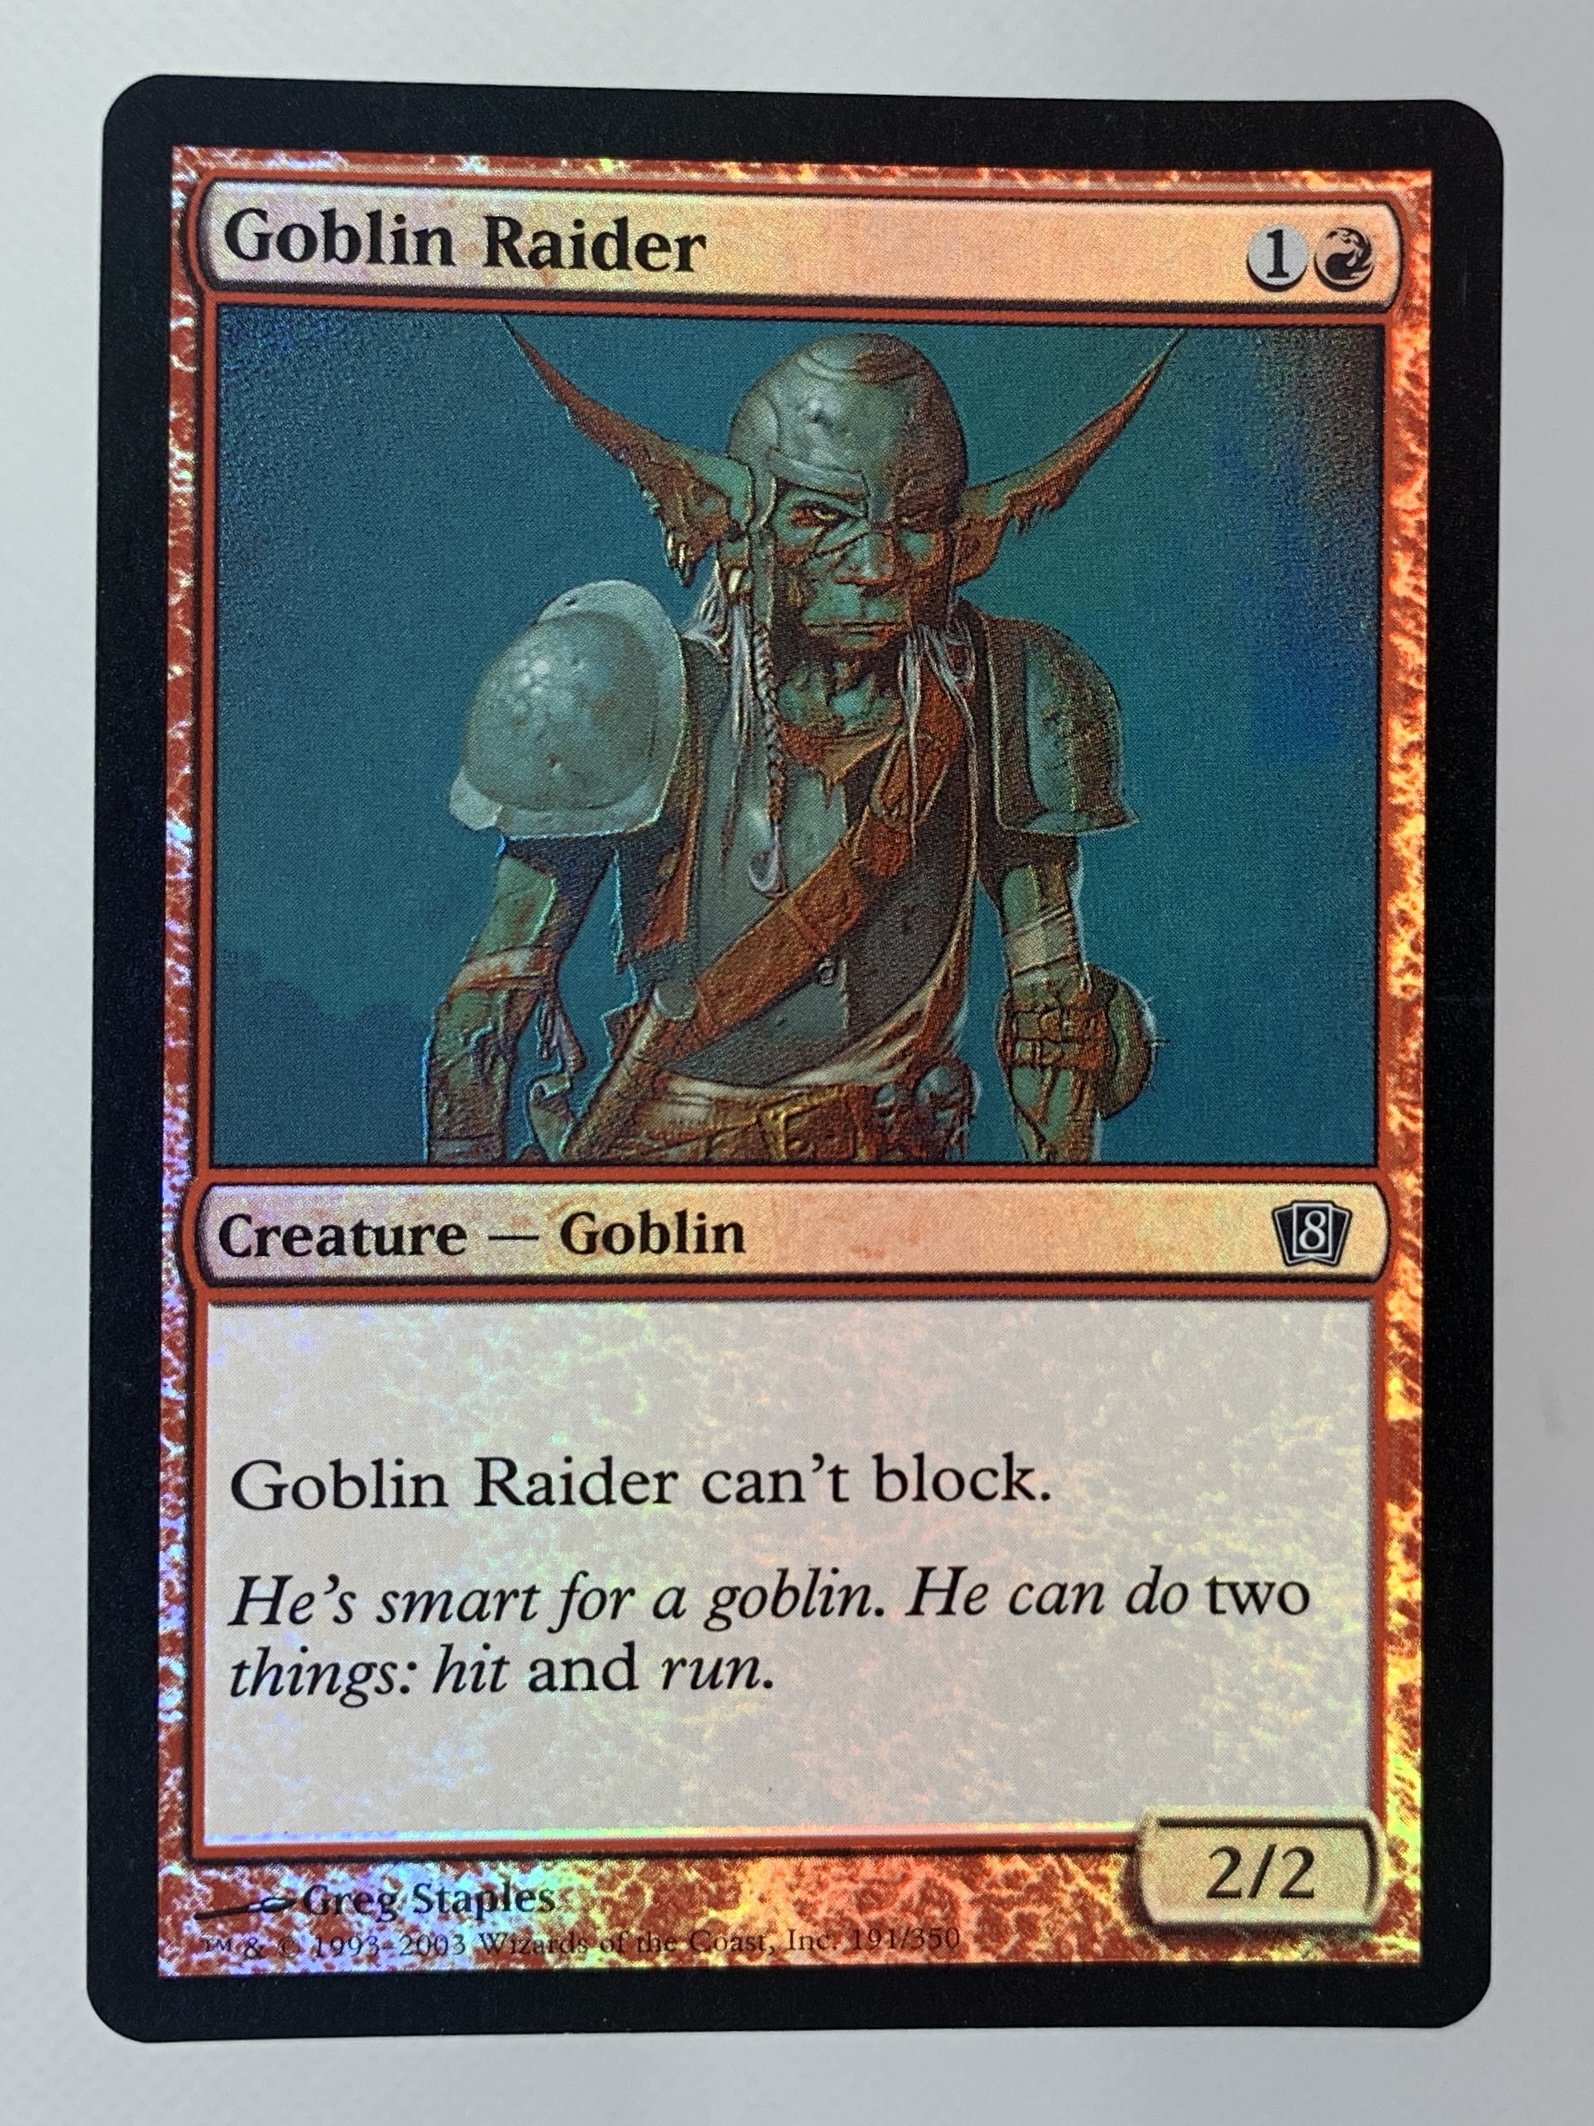 Goblin Raider 1
Creature — Goblin 8
Goblin Raider can't block.
He's smart for a goblin. He can do two
things: hit and run.
2/2
Greg Staples
™ & © 1993–2003 Wizards of the Coast, Inc. 191/350